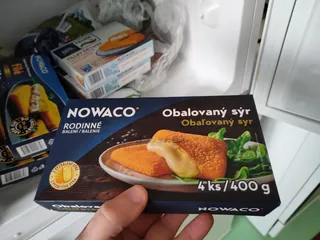 NOWACO
Obalovaný sýr
Obaľovaný syr
RODINNÉ
BALENÍ / BALENIE
4 ks/400 g